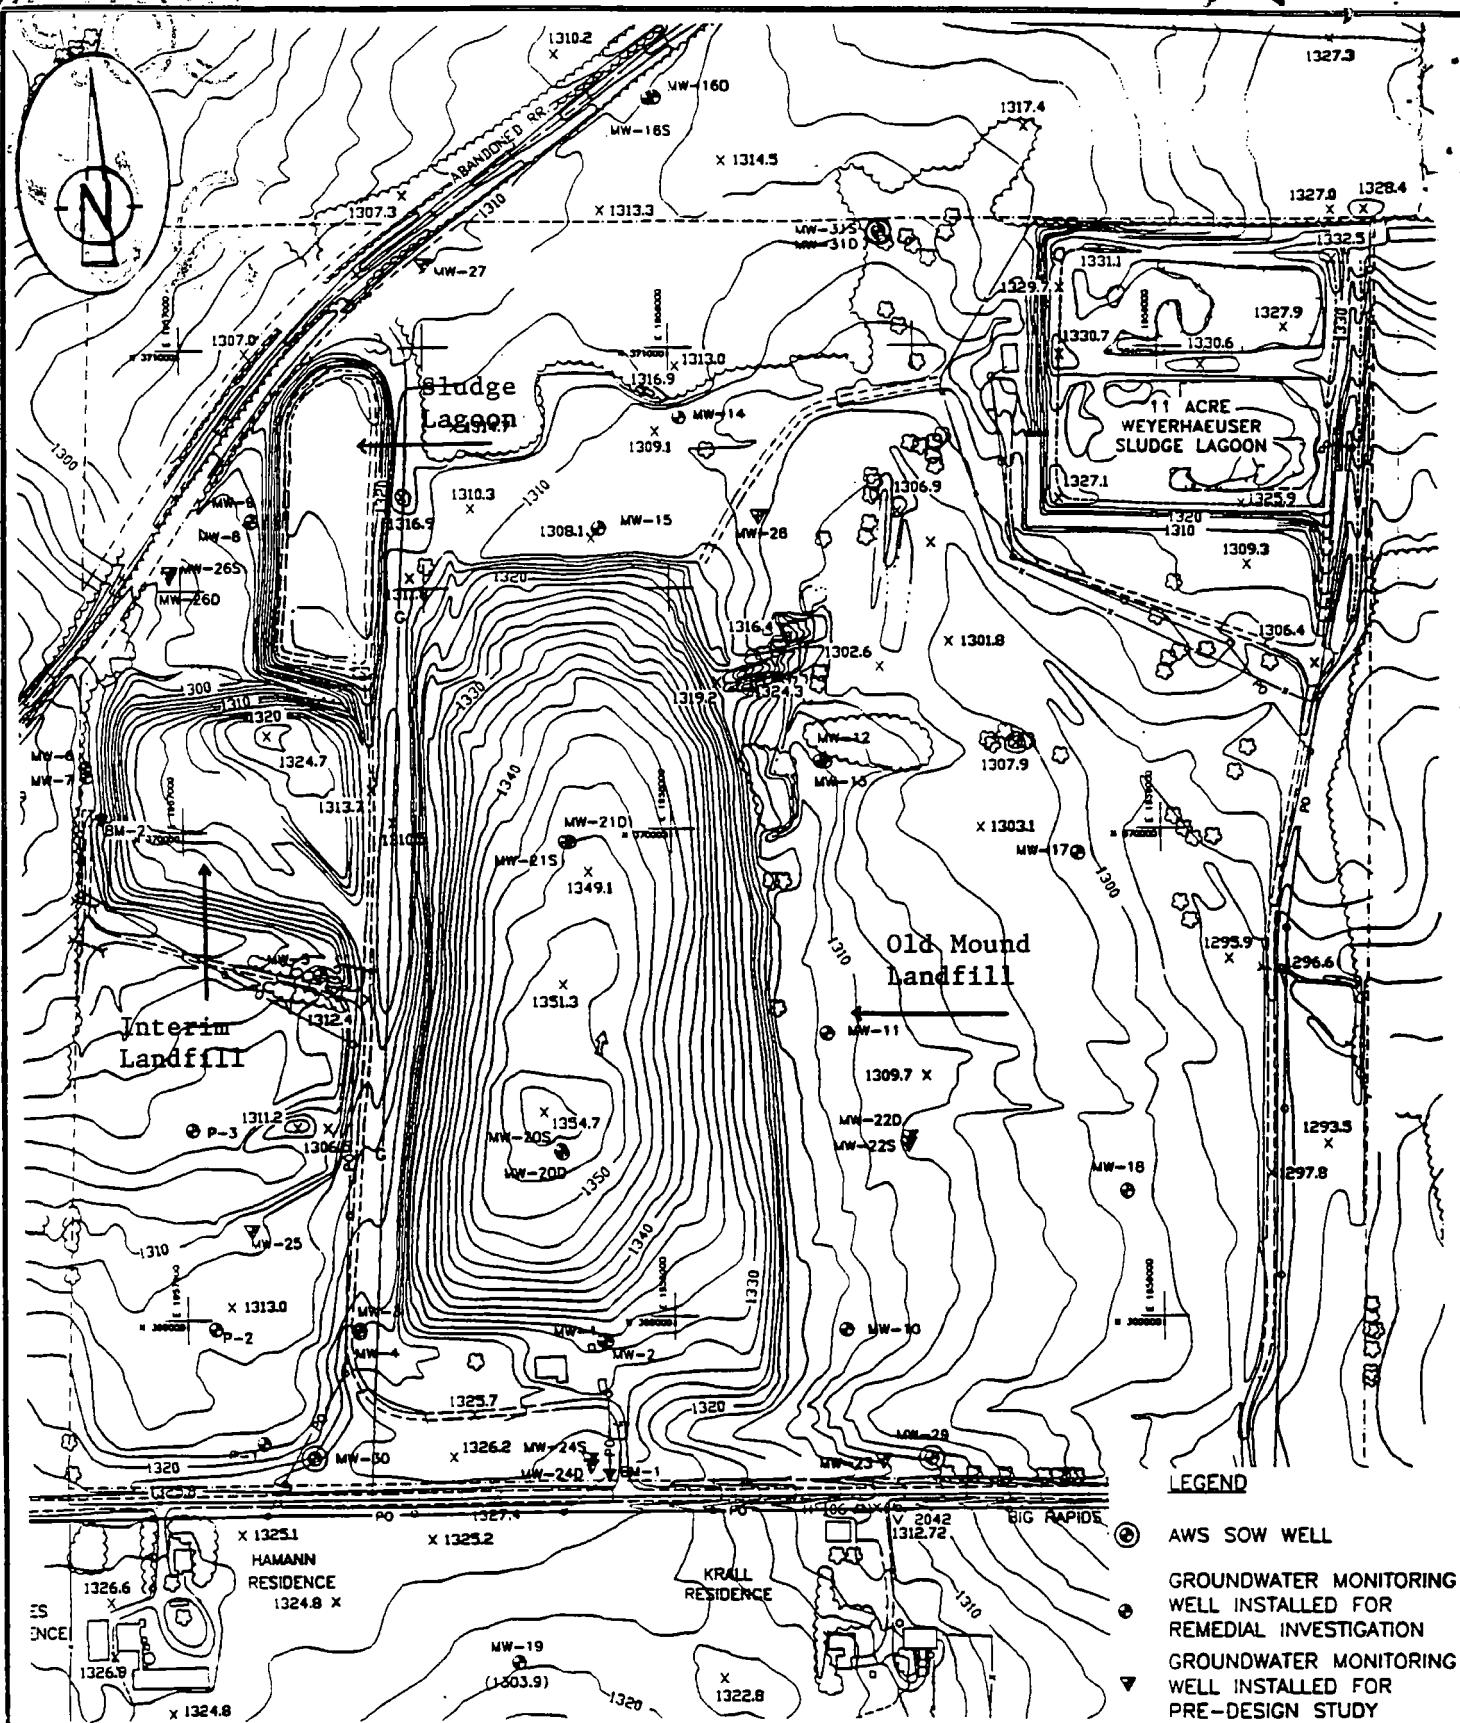 1310.2
1327.3
MW-16D
MW-16S
ABANDONED RR.
1317.4
1314.5
1307.3
1310
1313.3
1327.0
1328.4
N
MW-31S
MW-31D
1332.5
1331.1
MW-27
1329.7
1327.9
1330
1307.0
1330.7
1330.6
1313.0
1316.9
Sludge
Lagoon
MW-14
11 ACRE
WEYERHAEUSER
SLUDGE LAGOON
1309.1
1300
1310.3
1310
1306.9
1327.1
1325.9
MW-9
MW-8
1316.9
1308.1
MW-15
MW-28
1320
1310
1309.3
MW-26S
MW-26D
1320
G
1316.4
1302.6
1301.8
1306.4
1300
1310
1320
1330
1319.2
1324.3
PO
MW-6
MW-7
1324.7
1340
MW-12
MW-13
1307.9
1313.7
BM-2
MW-21D
MW-21S
1349.1
1303.1
MW-17
1300
PO
MW-5
1310
Old Mound
Landfill
1295.9
1296.6
1351.3
1312.4
Interim
Landfill
MW-11
1309.7
1311.2
P-3
1354.7
MW-20S
MW-20D
MW-22D
MW-22S
1293.5
G
1350
MW-18
1297.8
1310
MW-25
1340
1330
1313.0
P-2
MW-3
MW-4
MW-1
MW-2
MW-10
1325.7
1320
P-1
MW-30
1326.2
MW-24S
MW-24D
BM-1
MW-29
MW-23
1320
PO
1327.4
PO
BIG RAPIDS
2042
1312.72
1325.1
1325.2
HAMANN
RESIDENCE
1324.8
KRALL
RESIDENCE
1326.6
1310
ES
ENCE
1326.8
MW-19
(1303.9)
1320
1322.8
1324.8
LEGEND
AWS SOW WELL
GROUNDWATER MONITORING
WELL INSTALLED FOR
REMEDIAL INVESTIGATION
GROUNDWATER MONITORING
WELL INSTALLED FOR
PRE-DESIGN STUDY